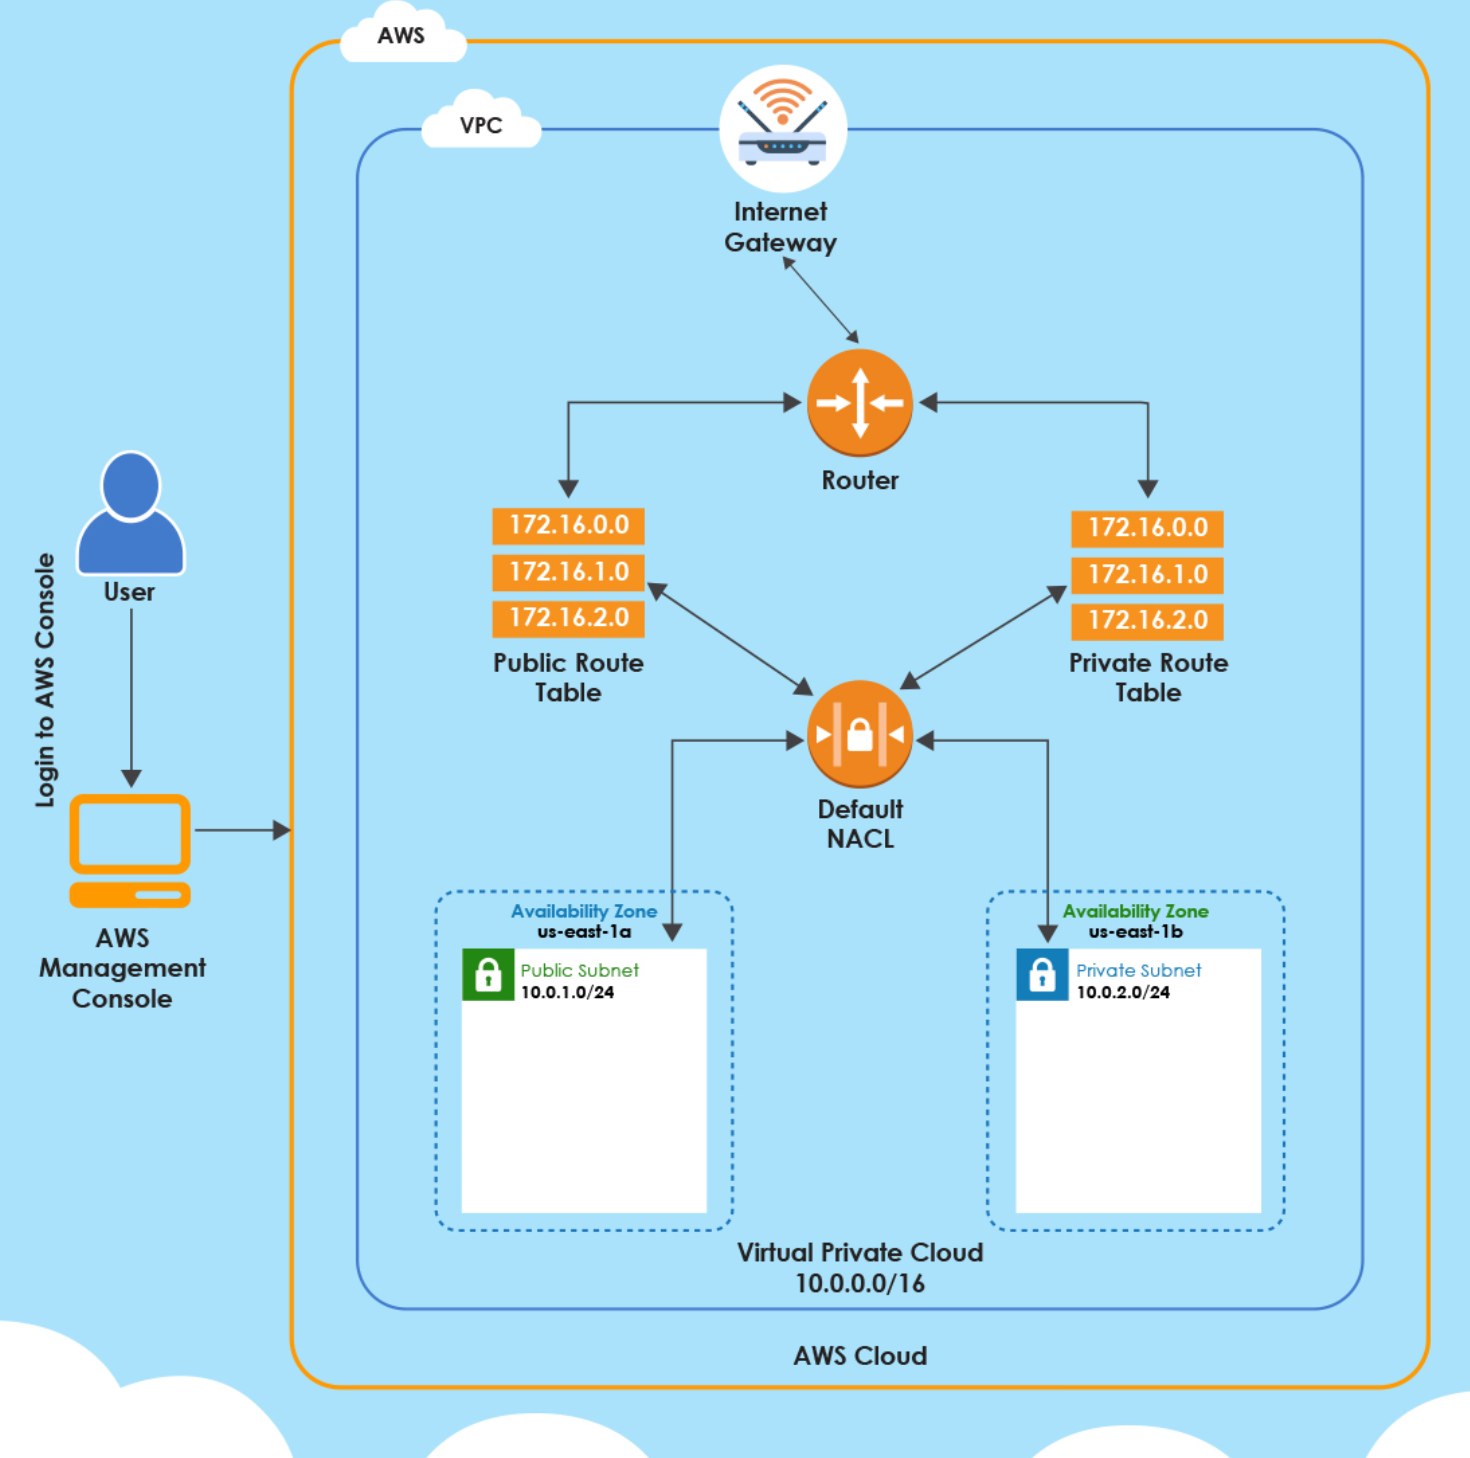 AWS
VPC
Internet
Gateway
Router
172.16.0.0
172.16.1.0
172.16.2.0
Public Route
Table
172.16.0.0
172.16.1.0
172.16.2.0
Private Route
Table
User
Login to AWS Console
AWS
Management
Console
Default
NACL
Availability Zone
us-east-1a
Public Subnet
10.0.1.0/24
Availability Zone
us-east-1b
Private Subnet
10.0.2.0/24
Virtual Private Cloud
10.0.0.0/16
AWS Cloud